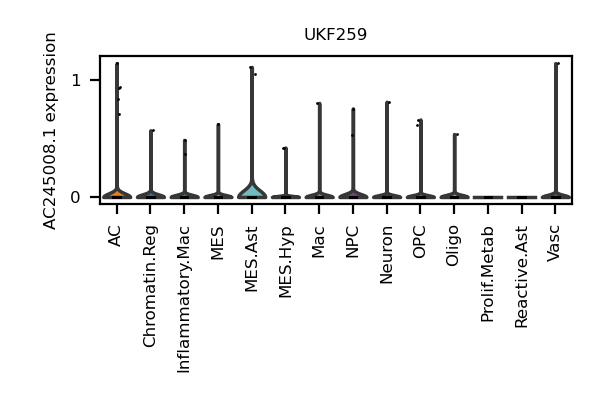 UKF259
AC245008.1 expression
1
0
AC
Chromatin.Reg
Inflammatory.Mac
MES
MES.Ast
MES.Hyp
Mac
NPC
Neuron
OPC
Oligo
Prolif.Metab
Reactive.Ast
Vasc